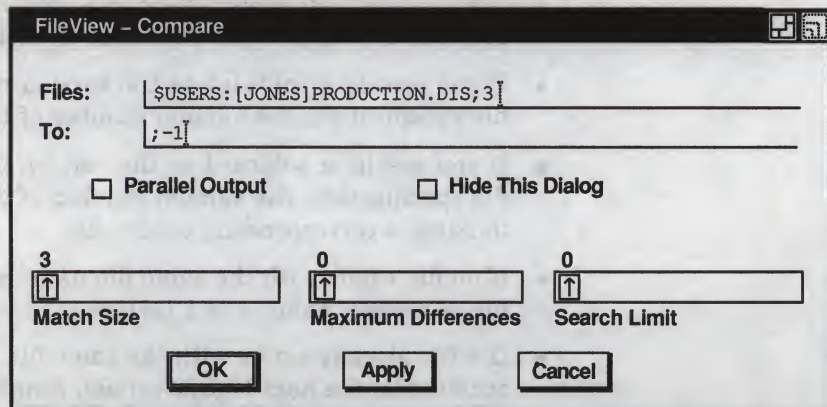 FileView – Compare
Files: $USERS:[JONES]PRODUCTION.DIS;3
To: ;-1
Parallel Output Hide This Dialog
3 0 0
Match Size Maximum Differences Search Limit
OK Apply Cancel